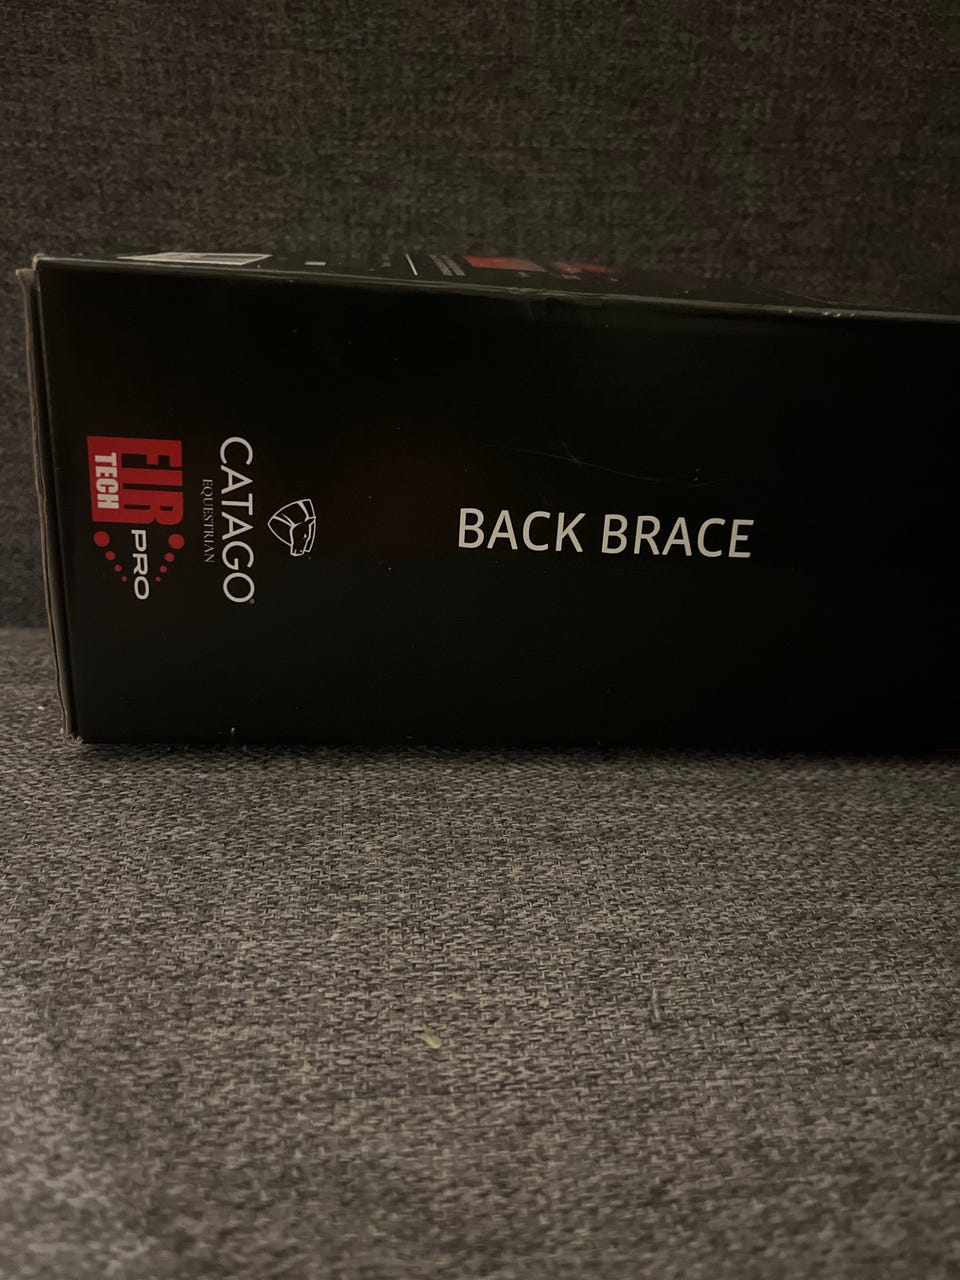 FIR
TECH
PRO
CATAGO®
EQUESTRIAN
BACK BRACE